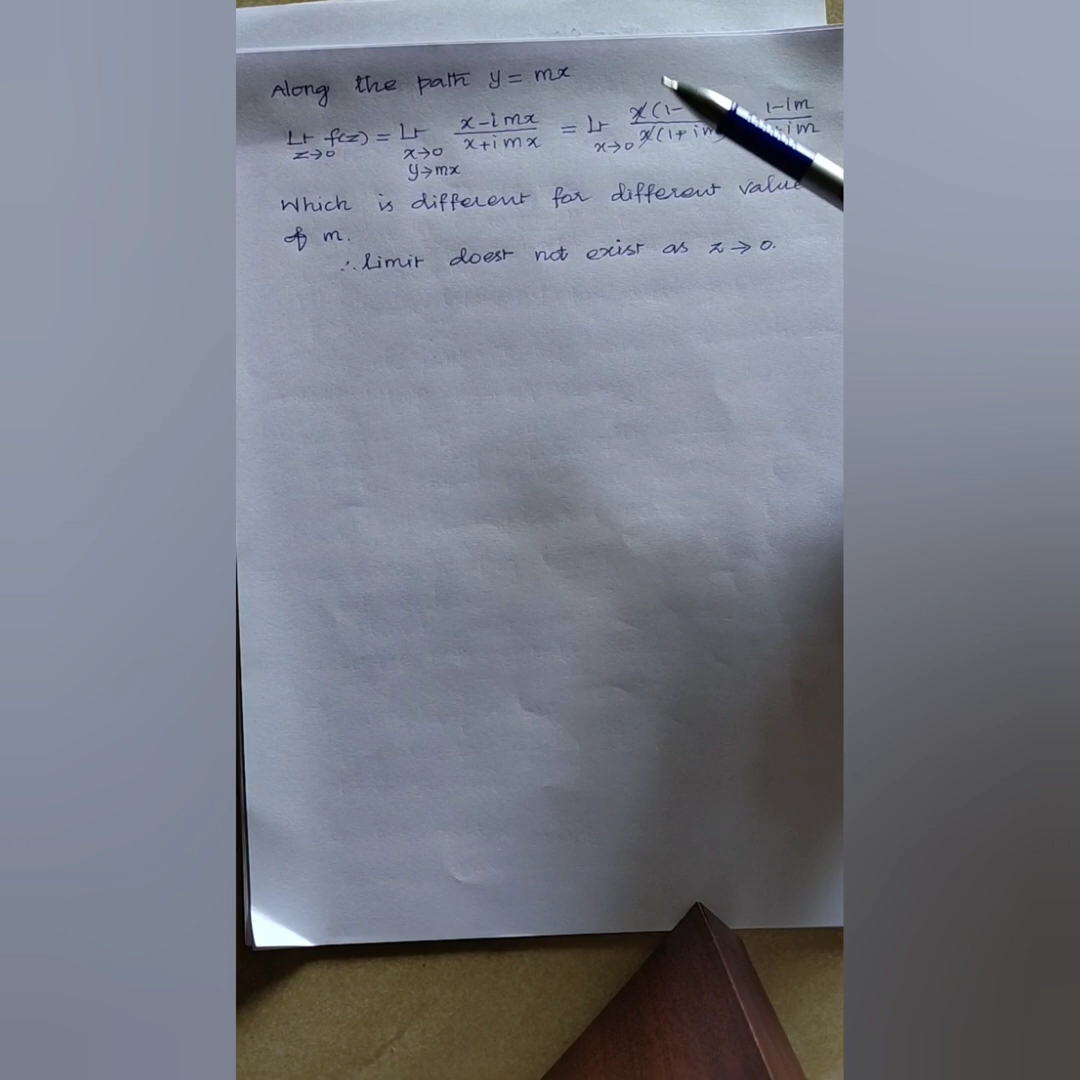 Along the path y = mx
Lt z→0 f(z) = Lt x→0 y→mx (x-imx)/(x+imx) = Lt x→0 x(1- / x(1+im 1-im / im
Which is different for different value
of m.
∴ limit doest not exist as z→0.